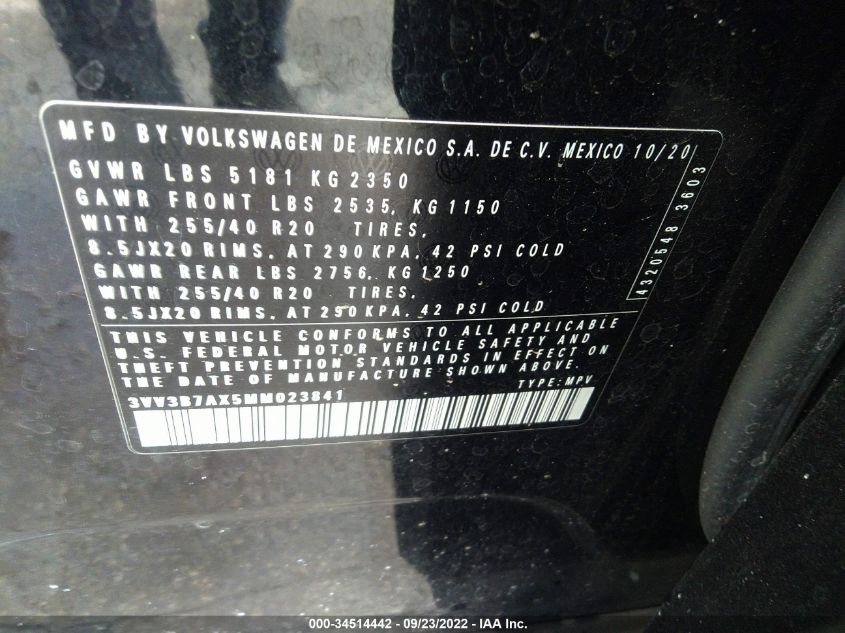 MFD BY VOLKSWAGEN DE MEXICO S.A. DE C.V. MEXICO 10/20
GVWR LBS 5181 KG 2350
GAWR FRONT LBS 2535, KG 1150
WITH 255/40 R20 TIRES,
8.5JX20 RIMS, AT 290 KPA, 42 PSI COLD
GAWR REAR LBS 2756, KG 1250
WITH 255/40 R20 TIRES,
8.5JX20 RIMS, AT 290 KPA, 42 PSI COLD
4320548 3603
THIS VEHICLE CONFORMS TO ALL APPLICABLE
U.S. FEDERAL MOTOR VEHICLE SAFETY AND
THEFT PREVENTION STANDARDS IN EFFECT ON
THE DATE OF MANUFACTURE SHOWN ABOVE.
TYPE: MPV
3VV3B7AX5MM023841
000-34514442 - 09/23/2022 - IAA Inc.